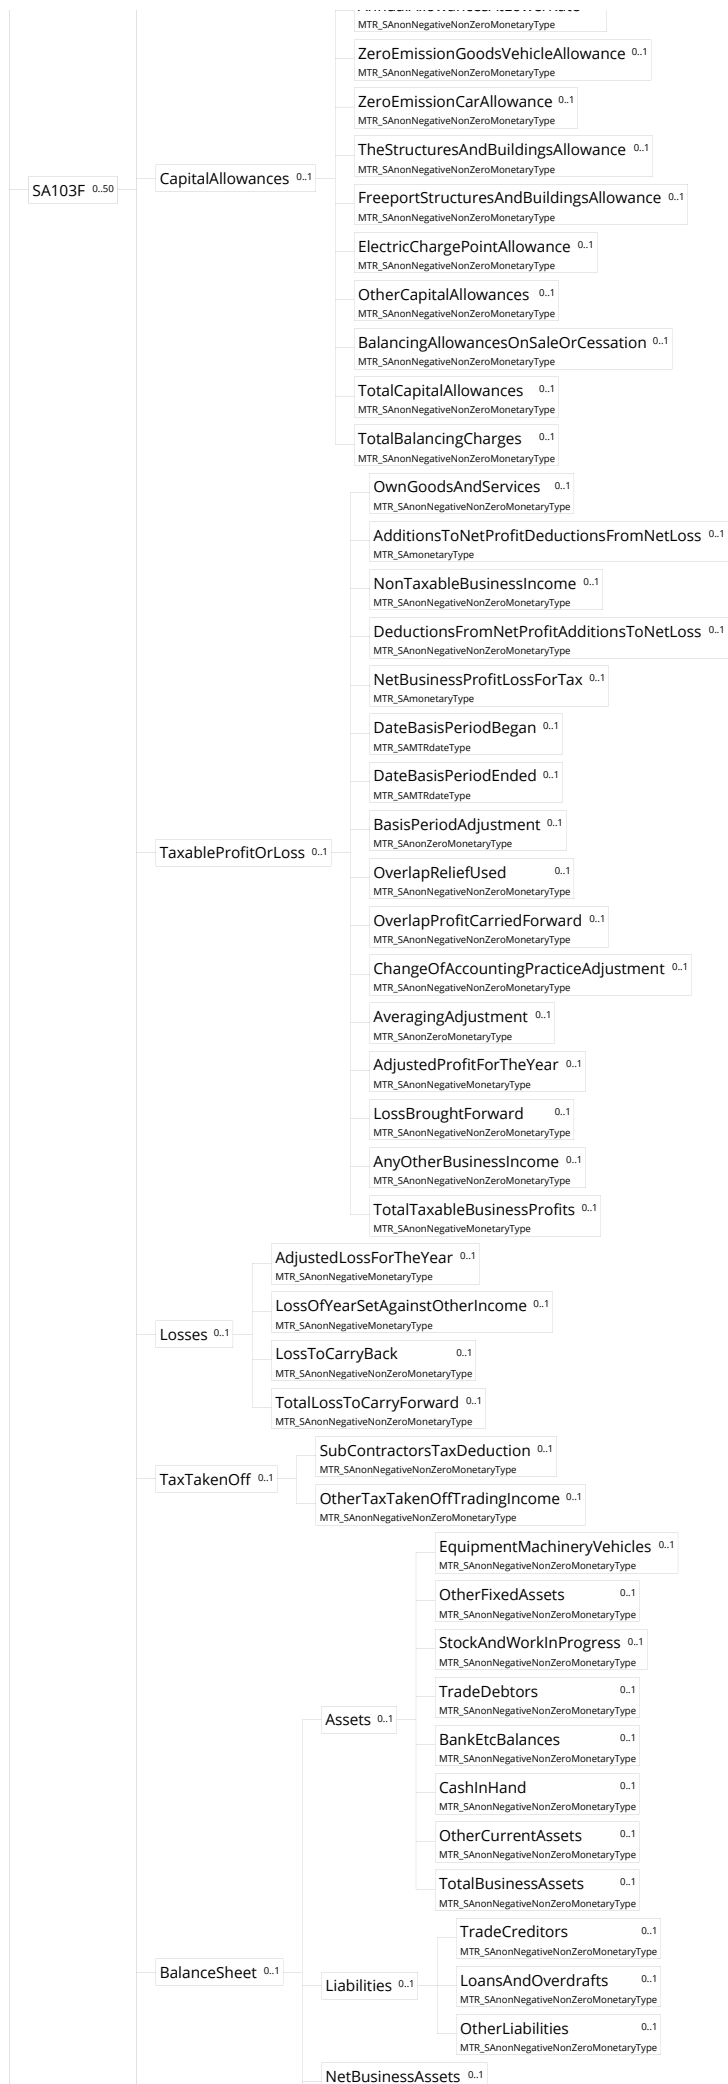 MTR_SAnonNegativeNonZeroMonetaryType
ZeroEmissionGoodsVehicleAllowance 0..1
MTR_SAnonNegativeNonZeroMonetaryType
ZeroEmissionCarAllowance 0..1
MTR_SAnonNegativeNonZeroMonetaryType
TheStructuresAndBuildingsAllowance 0..1
MTR_SAnonNegativeNonZeroMonetaryType
SA103F 0..50
CapitalAllowances 0..1
FreeportStructuresAndBuildingsAllowance 0..1
MTR_SAnonNegativeNonZeroMonetaryType
ElectricChargePointAllowance 0..1
MTR_SAnonNegativeNonZeroMonetaryType
OtherCapitalAllowances 0..1
MTR_SAnonNegativeNonZeroMonetaryType
BalancingAllowancesOnSaleOrCessation 0..1
MTR_SAnonNegativeNonZeroMonetaryType
TotalCapitalAllowances 0..1
MTR_SAnonNegativeNonZeroMonetaryType
TotalBalancingCharges 0..1
MTR_SAnonNegativeNonZeroMonetaryType
OwnGoodsAndServices 0..1
MTR_SAnonNegativeNonZeroMonetaryType
AdditionsToNetProfitDeductionsFromNetLoss 0..1
MTR_SAmonetaryType
NonTaxableBusinessIncome 0..1
MTR_SAnonNegativeNonZeroMonetaryType
DeductionsFromNetProfitAdditionsToNetLoss 0..1
MTR_SAnonNegativeNonZeroMonetaryType
NetBusinessProfitLossForTax 0..1
MTR_SAmonetaryType
DateBasisPeriodBegan 0..1
MTR_SAMTRdateType
DateBasisPeriodEnded 0..1
MTR_SAMTRdateType
BasisPeriodAdjustment 0..1
MTR_SAnonZeroMonetaryType
TaxableProfitOrLoss 0..1
OverlapReliefUsed 0..1
MTR_SAnonNegativeNonZeroMonetaryType
OverlapProfitCarriedForward 0..1
MTR_SAnonNegativeNonZeroMonetaryType
ChangeOfAccountingPracticeAdjustment 0..1
MTR_SAnonNegativeNonZeroMonetaryType
AveragingAdjustment 0..1
MTR_SAnonZeroMonetaryType
AdjustedProfitForTheYear 0..1
MTR_SAnonNegativeMonetaryType
LossBroughtForward 0..1
MTR_SAnonNegativeNonZeroMonetaryType
AnyOtherBusinessIncome 0..1
MTR_SAnonNegativeNonZeroMonetaryType
TotalTaxableBusinessProfits 0..1
MTR_SAnonNegativeMonetaryType
AdjustedLossForTheYear 0..1
MTR_SAnonNegativeMonetaryType
LossOfYearSetAgainstOtherIncome 0..1
MTR_SAnonNegativeMonetaryType
Losses 0..1
LossToCarryBack 0..1
MTR_SAnonNegativeNonZeroMonetaryType
TotalLossToCarryForward 0..1
MTR_SAnonNegativeNonZeroMonetaryType
SubContractorsTaxDeduction 0..1
MTR_SAnonNegativeNonZeroMonetaryType
TaxTakenOff 0..1
OtherTaxTakenOffTradingIncome 0..1
MTR_SAnonNegativeNonZeroMonetaryType
EquipmentMachineryVehicles 0..1
MTR_SAnonNegativeNonZeroMonetaryType
OtherFixedAssets 0..1
MTR_SAnonNegativeNonZeroMonetaryType
StockAndWorkInProgress 0..1
MTR_SAnonNegativeNonZeroMonetaryType
TradeDebtors 0..1
MTR_SAnonNegativeNonZeroMonetaryType
Assets 0..1
BankEtcBalances 0..1
MTR_SAnonNegativeNonZeroMonetaryType
CashInHand 0..1
MTR_SAnonNegativeNonZeroMonetaryType
OtherCurrentAssets 0..1
MTR_SAnonNegativeNonZeroMonetaryType
TotalBusinessAssets 0..1
MTR_SAnonNegativeNonZeroMonetaryType
TradeCreditors 0..1
MTR_SAnonNegativeNonZeroMonetaryType
BalanceSheet 0..1
Liabilities 0..1
LoansAndOverdrafts 0..1
MTR_SAnonNegativeNonZeroMonetaryType
OtherLiabilities 0..1
MTR_SAnonNegativeNonZeroMonetaryType
NetBusinessAssets 0..1